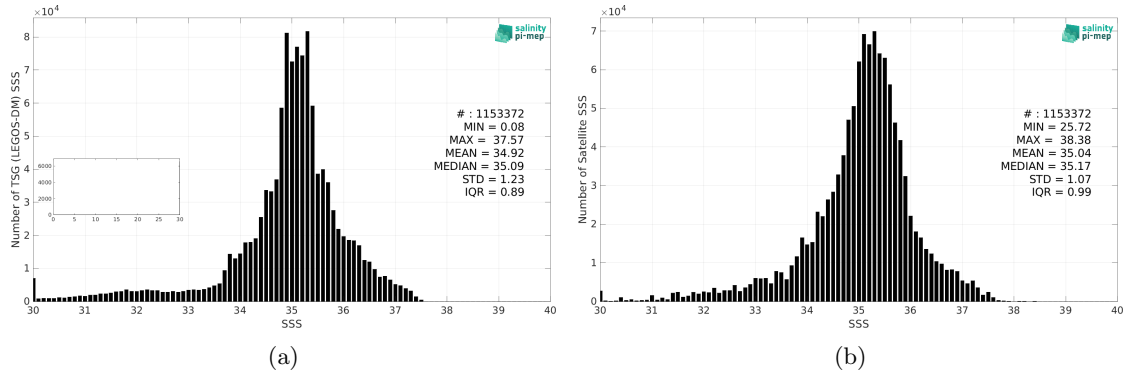 ×10⁴
8
7
6
5
4
3
2
1
0
Number of TSG (LEGOS-DM) SSS
salinity
pi-mep
# : 1153372
MIN = 0.08
MAX = 37.57
MEAN = 34.92
MEDIAN = 35.09
STD = 1.23
IQR = 0.89
6000
4000
2000
0
0 5 10 15 20 25 30
30 31 32 33 34 35 36 37 38 39 40
SSS
(a)
×10⁴
7
6
5
4
3
2
1
0
Number of Satellite SSS
salinity
pi-mep
# : 1153372
MIN = 25.72
MAX = 38.38
MEAN = 35.04
MEDIAN = 35.17
STD = 1.07
IQR = 0.99
30 31 32 33 34 35 36 37 38 39 40
SSS
(b)